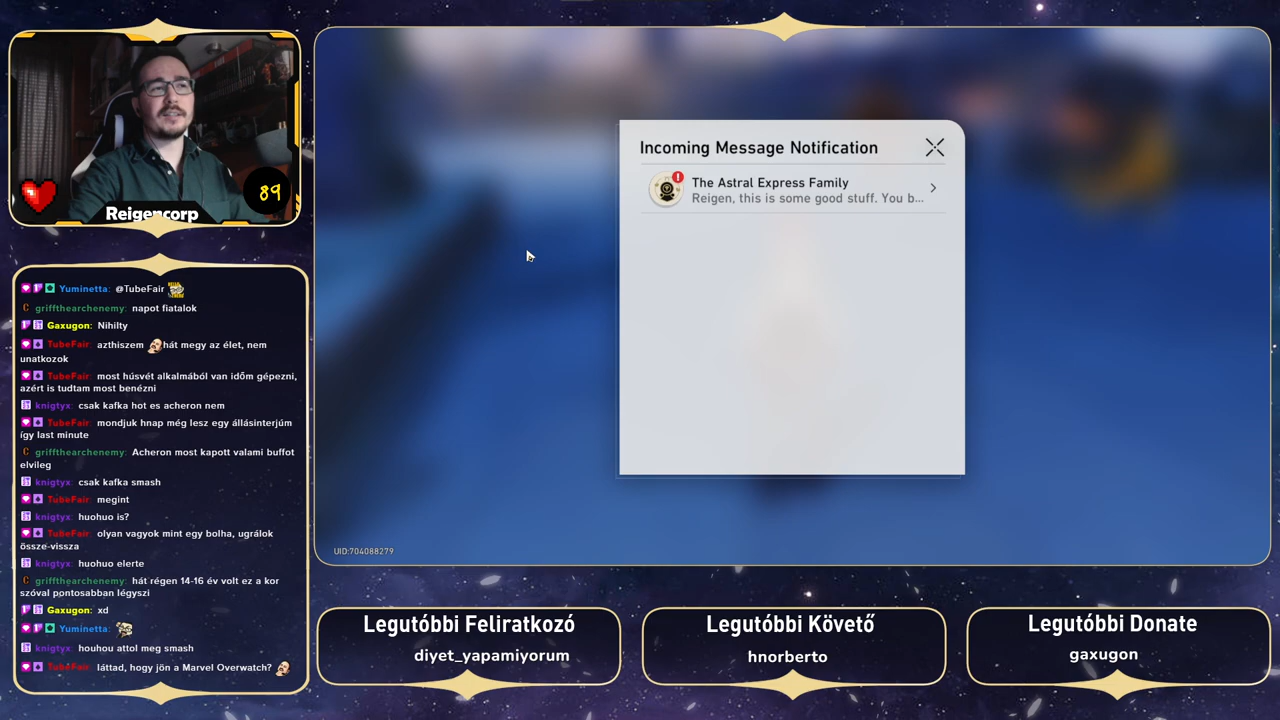 89
Reigencorp
Yuminetta: @TubeFair
griffthearchenemy: napot fiatalok
Gaxugon: Nihilty
TubeFair: azthiszem hát megy az élet, nem
unatkozok
TubeFair: most húsvét alkalmából van időm gépezni,
azért is tudtam most benézni
knigtyx: csak kafka hot es acheron nem
TubeFair: mondjuk hnap még lesz egy állásinterjúm
így last minute
griffthearchenemy: Acheron most kapott valami buffot
elvileg
knigtyx: csak kafka smash
TubeFair: megint
knigtyx: huohuo is?
TubeFair: olyan vagyok mint egy bolha, ugrálok
össze-vissza
knigtyx: huohuo elerte
griffthearchenemy: hát régen 14-16 év volt ez a kor
szóval pontosabban légyszi
Gaxugon: xd
Yuminetta:
knigtyx: houhou attol meg smash
TubeFair: láttad, hogy jön a Marvel Overwatch?
Incoming Message Notification
The Astral Express Family
Reigen, this is some good stuff. You b...
UID:704088279
Legutóbbi Feliratkozó
diyet_yapamiyorum
Legutóbbi Követő
hnorberto
Legutóbbi Donate
gaxugon